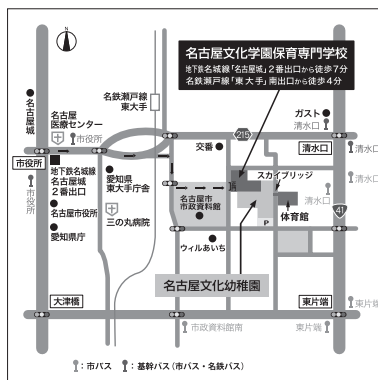 N
名古屋文化学園保育専門学校
地下鉄名城線「名古屋城」2番出口から徒歩7分
名鉄瀬戸線「東大手」南出口から徒歩4分
名鉄瀬戸線
東大手
名古屋城
名古屋
医療センター
市役所
交番
215
ガスト
清水口
市役所
清水口
清水口
清水口
スカイブリッジ
地下鉄名城線
名古屋城
2番出口
愛知県
東大手庁舎
市役所
名古屋市役所
三の丸病院
名古屋市
市政資料館
清水口
41
体育館
P
愛知県庁
ウィルあいち
名古屋文化幼稚園
大津橋
東片端
東片端
市政資料館南
東片端
:市バス
:基幹バス(市バス・名鉄バス)